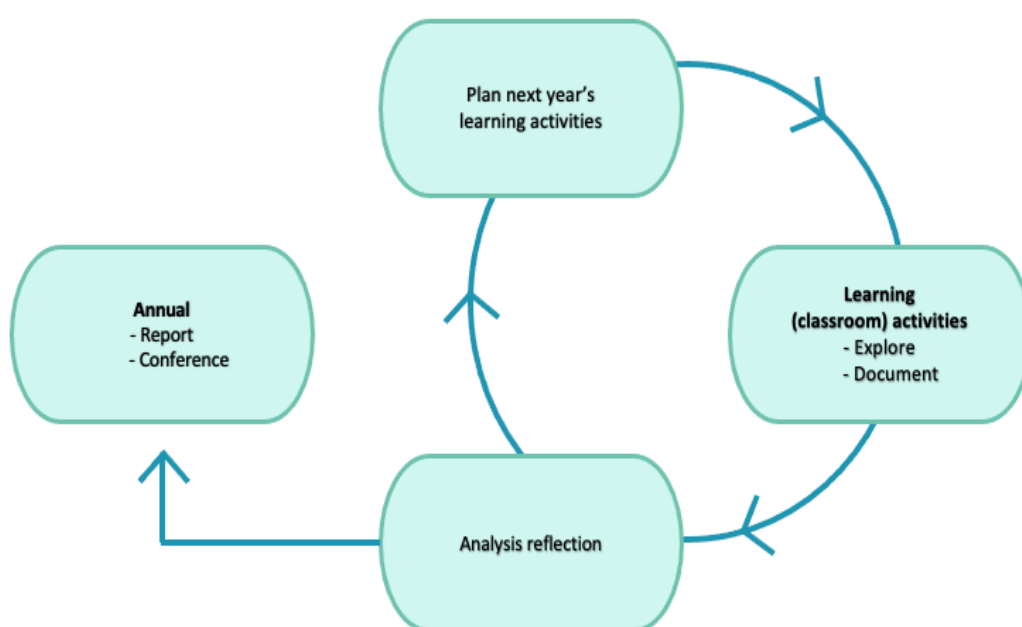 Plan next year's
learning activities
Annual
- Report
- Conference
Learning
(classroom) activities
- Explore
- Document
Analysis reflection